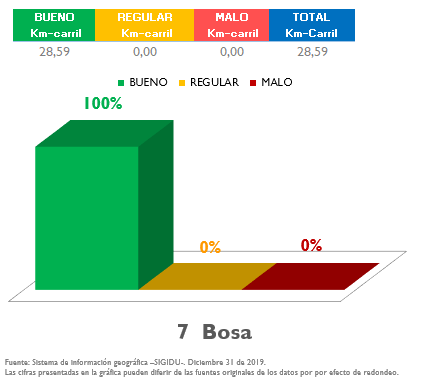 BUENO REGULAR MALO TOTAL
Km-carril Km-carril Km-carril Km-Carril
28,59 0,00 0,00 28,59
BUENO REGULAR MALO
100%
0% 0%
7 Bosa
Fuente: Sistema de información geográfica –SIGIDU-. Diciembre 31 de 2019.
Las cifras presentadas en la gráfica pueden diferir de las fuentes originales de los datos por por efecto de redondeo.